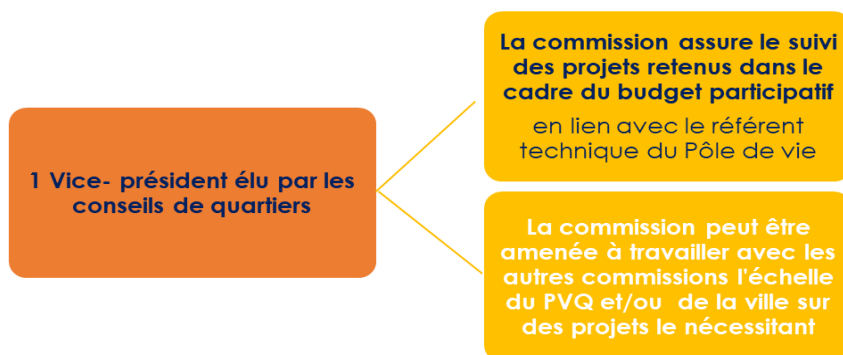 1 Vice- président élu par les
conseils de quartiers
La commission assure le suivi
des projets retenus dans le
cadre du budget participatif
en lien avec le référent
technique du Pôle de vie
La commission peut être
amenée à travailler avec les
autres commissions l'échelle
du PVQ et/ou de la ville sur
des projets le nécessitant